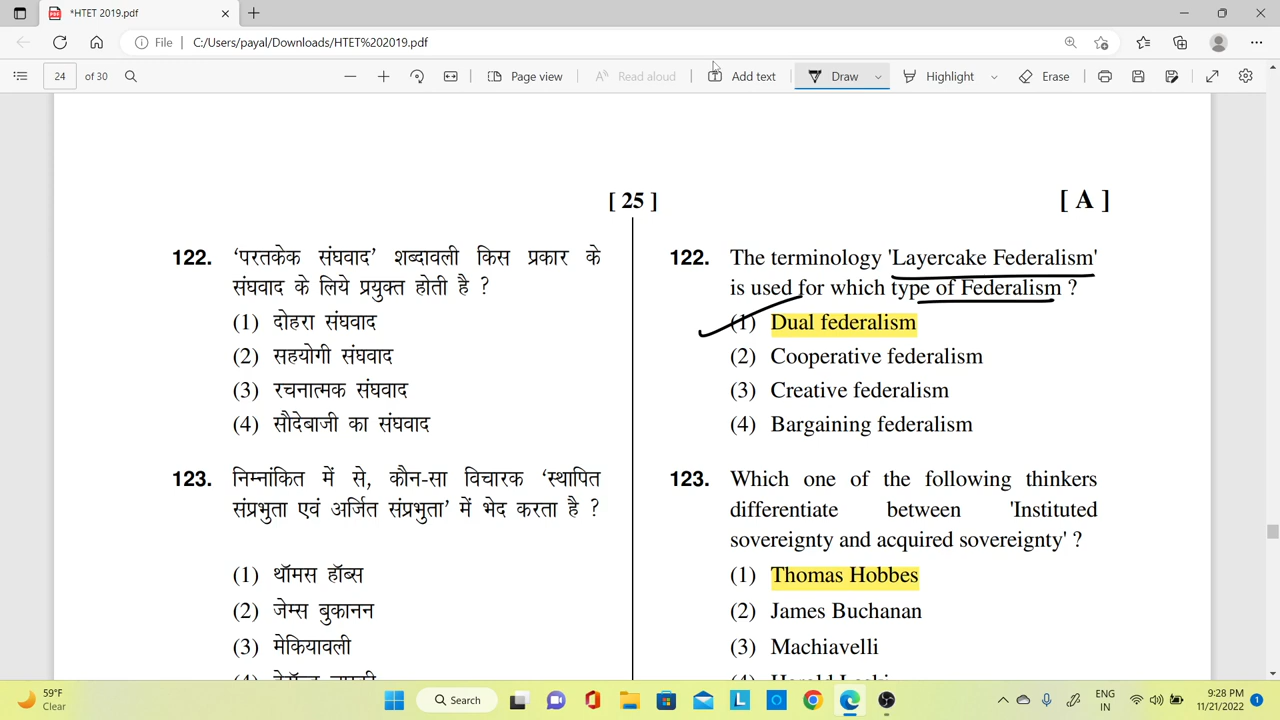 *HTET 2019.pdf
File C:/Users/payal/Downloads/HTET%202019.pdf
24 of 30 Page view Read aloud Add text Draw Highlight Erase
[ 25 ] [ A ]
122. ‘परतकेक संघवाद’ शब्दावली किस प्रकार के
संघवाद के लिये प्रयुक्त होती है ?
(1) दोहरा संघवाद
(2) सहयोगी संघवाद
(3) रचनात्मक संघवाद
(4) सौदेबाजी का संघवाद
123. निम्नांकित में से, कौन-सा विचारक ‘स्थापित
संप्रभुता एवं अर्जित संप्रभुता’ में भेद करता है ?
(1) थॉमस हॉब्स
(2) जेम्स बुकानन
(3) मेकियावली
122. The terminology 'Layercake Federalism'
is used for which type of Federalism ?
(1) Dual federalism
(2) Cooperative federalism
(3) Creative federalism
(4) Bargaining federalism
123. Which one of the following thinkers
differentiate between 'Instituted
sovereignty and acquired sovereignty' ?
(1) Thomas Hobbes
(2) James Buchanan
(3) Machiavelli
(4) Harold Laski
59°F
Clear
Search
ENG
IN
9:28 PM
11/21/2022
1